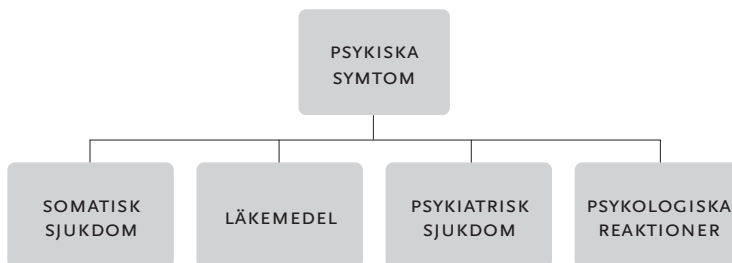 PSYKISKA
SYMTOM
SOMATISK
SJUKDOM
LÄKEMEDEL
PSYKIATRISK
SJUKDOM
PSYKOLOGISKA
REAKTIONER